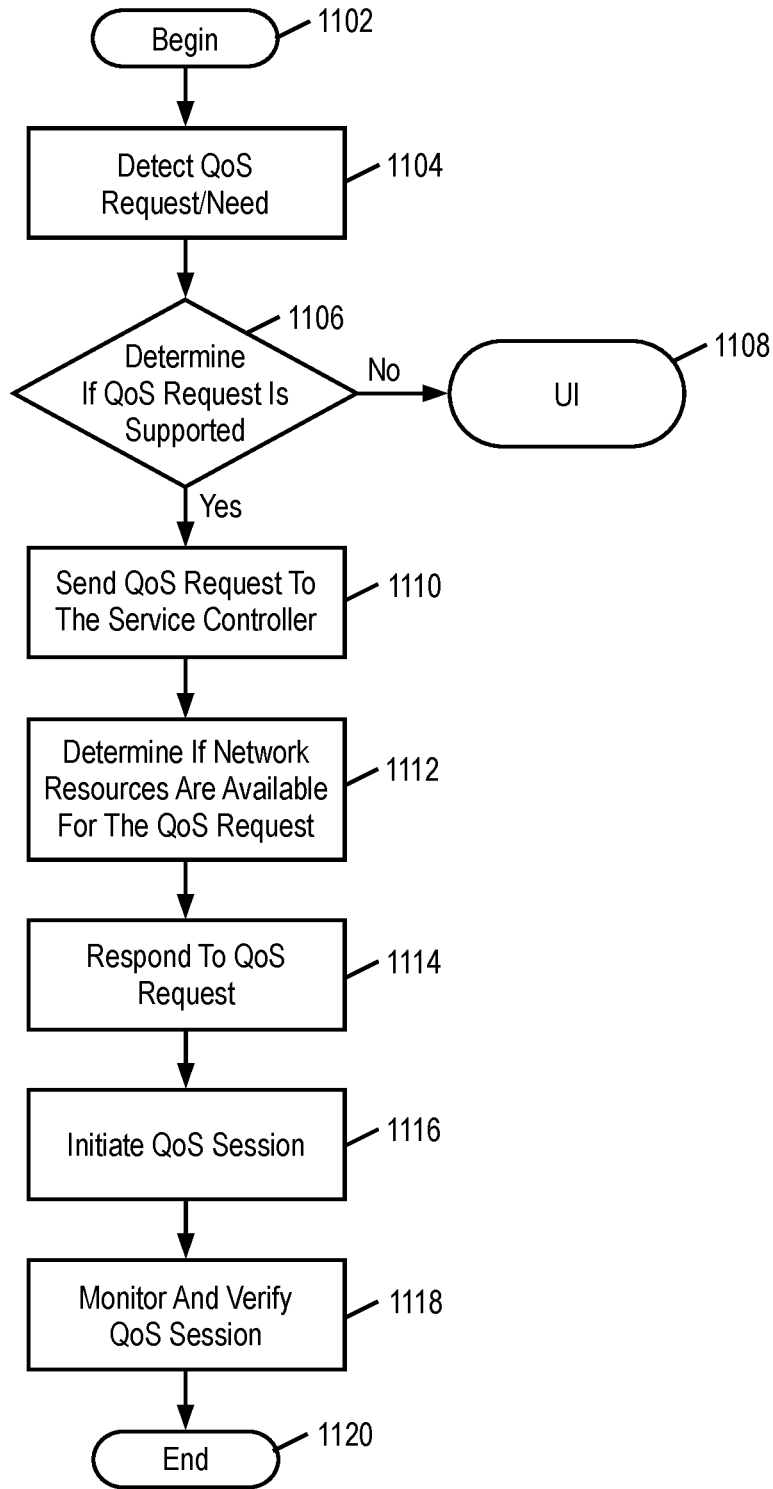 Begin
1102
Detect QoS
Request/Need
1104
1106
Determine
If QoS Request Is
Supported
No
UI
1108
Yes
Send QoS Request To
The Service Controller
1110
Determine If Network
Resources Are Available
For The QoS Request
1112
Respond To QoS
Request
1114
Initiate QoS Session
1116
Monitor And Verify
QoS Session
1118
End
1120